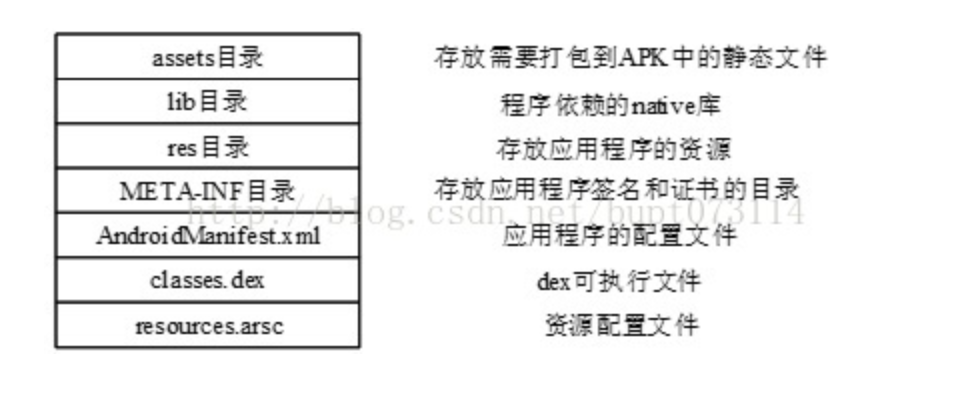 assets目录 存放需要打包到APK中的静态文件
lib目录 程序依赖的native库
res目录 存放应用程序的资源
META-INF目录 存放应用程序签名和证书的目录
http://blog.csdn.net/bupt073114
AndroidManifest.xml 应用程序的配置文件
classes.dex dex可执行文件
resources.arsc 资源配置文件